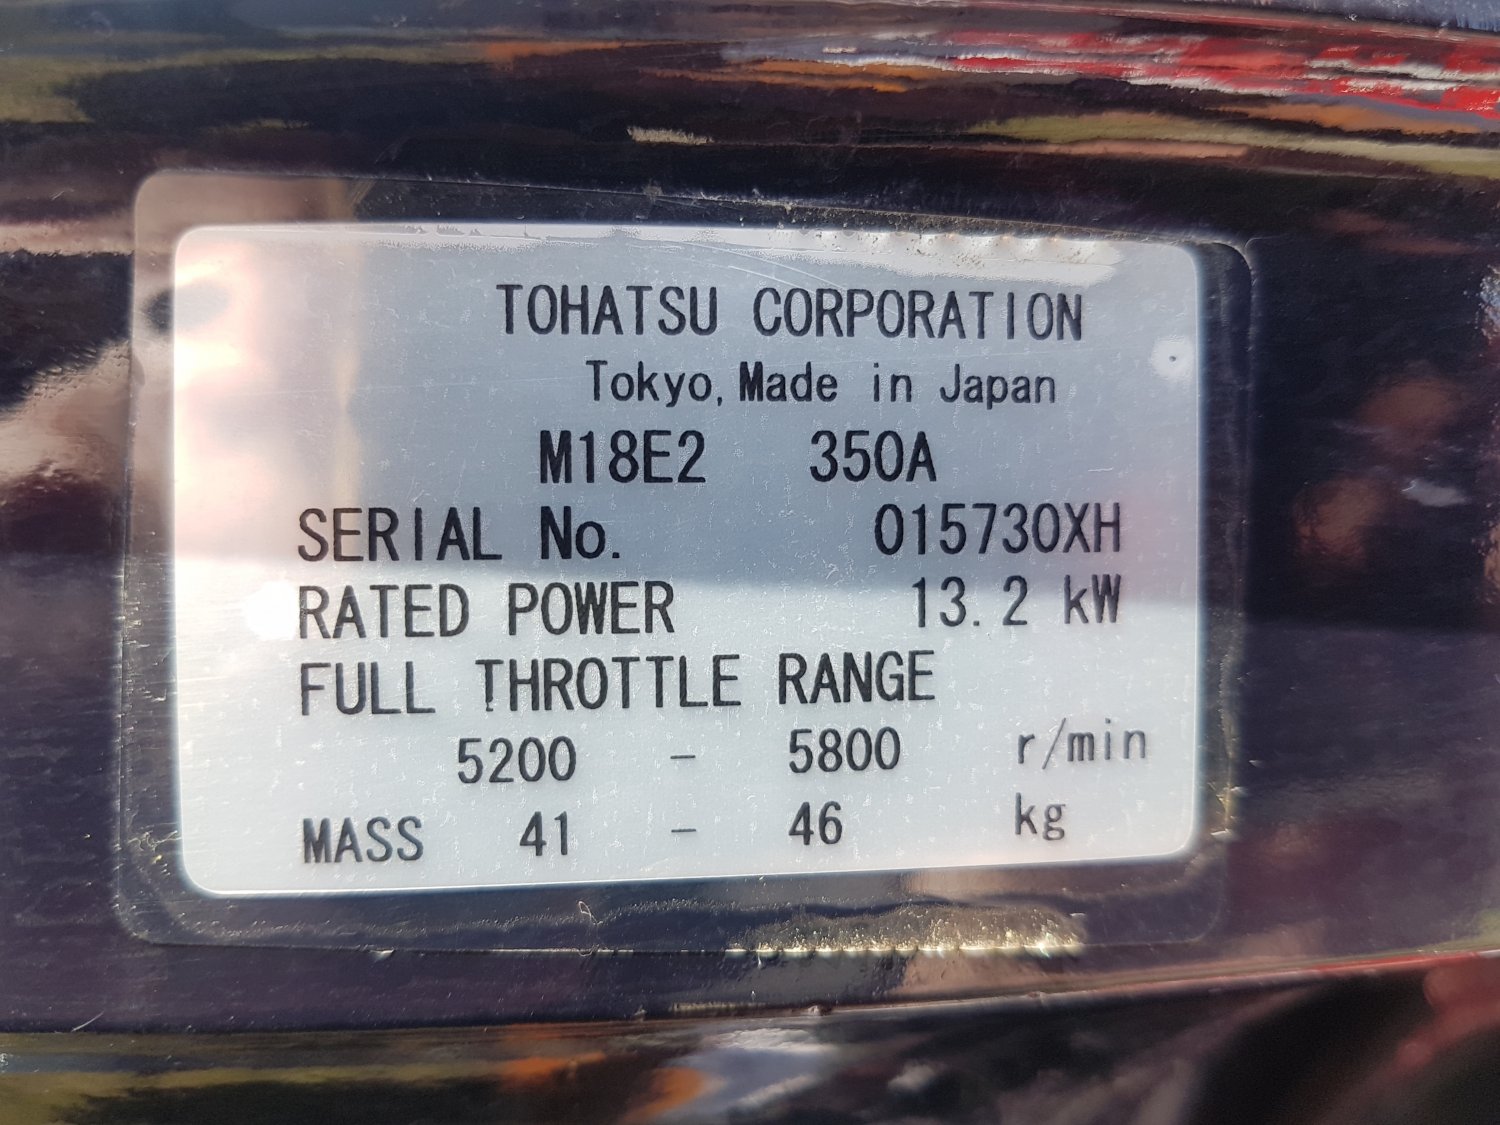 TOHATSU CORPORATION
Tokyo, Made in Japan
M18E2 350A
SERIAL No. 015730XH
RATED POWER 13.2 kW
FULL THROTTLE RANGE
5200 - 5800 r/min
MASS 41 - 46 kg